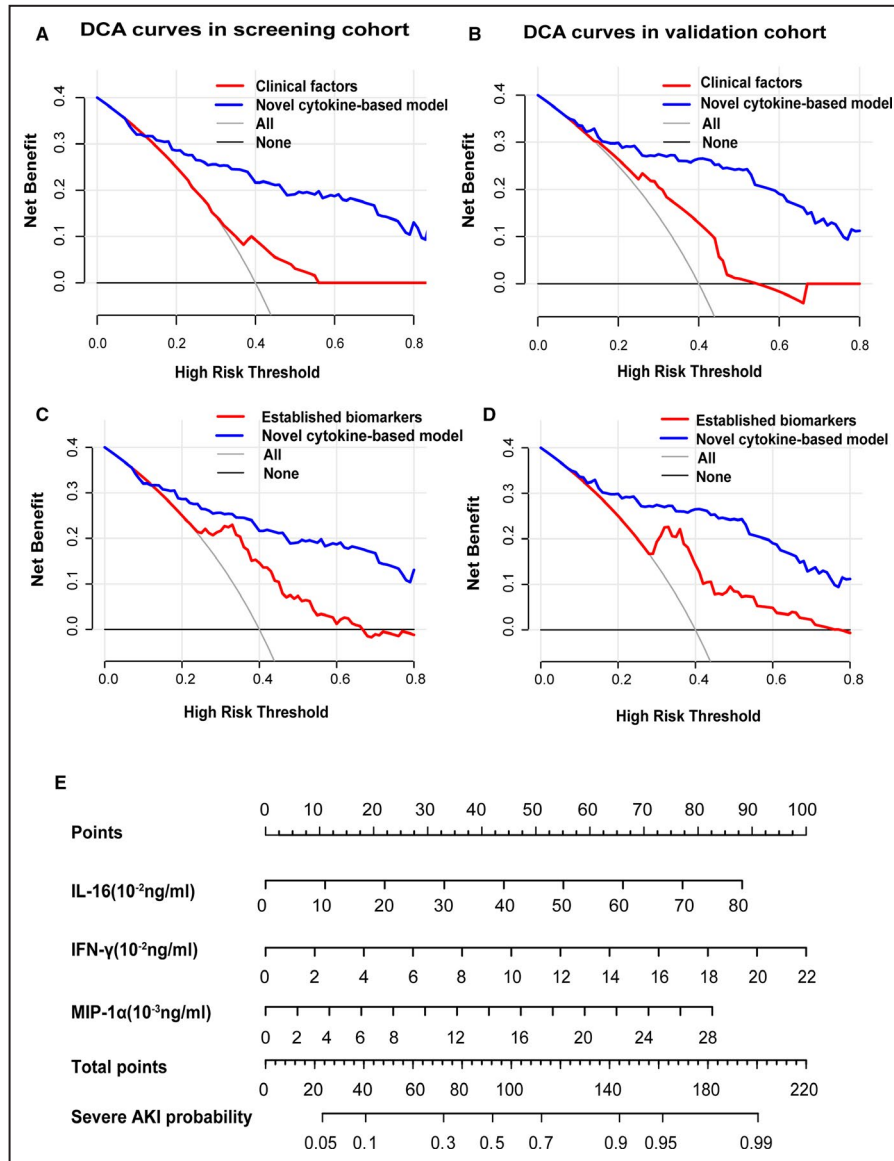 A DCA curves in screening cohort
Clinical factors
Novel cytokine-based model
All
None
Net Benefit
0.4
0.3
0.2
0.1
0.0
0.0 0.2 0.4 0.6 0.8
High Risk Threshold
B DCA curves in validation cohort
Clinical factors
Novel cytokine-based model
All
None
Net Benefit
0.4
0.3
0.2
0.1
0.0
0.0 0.2 0.4 0.6 0.8
High Risk Threshold
C
Established biomarkers
Novel cytokine-based model
All
None
Net Benefit
0.4
0.3
0.2
0.1
0.0
0.0 0.2 0.4 0.6 0.8
High Risk Threshold
D
Established biomarkers
Novel cytokine-based model
All
None
Net Benefit
0.4
0.3
0.2
0.1
0.0
0.0 0.2 0.4 0.6 0.8
High Risk Threshold
E
0 10 20 30 40 50 60 70 80 90 100
Points
IL-16(10⁻²ng/ml)
0 10 20 30 40 50 60 70 80
IFN-γ(10⁻²ng/ml)
0 2 4 6 8 10 12 14 16 18 20 22
MIP-1α(10⁻³ng/ml)
0 2 4 6 8 12 16 20 24 28
Total points
0 20 40 60 80 100 140 180 220
Severe AKI probability
0.05 0.1 0.3 0.5 0.7 0.9 0.95 0.99